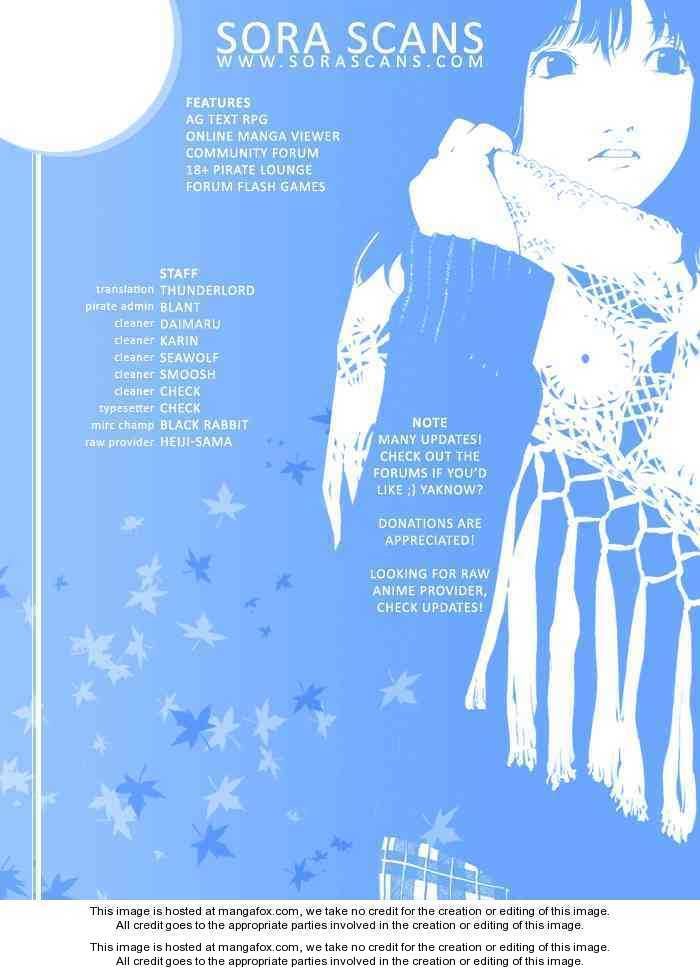 SORA SCANS
WWW.SORASCANS.COM
FEATURES
AG TEXT RPG
ONLINE MANGA VIEWER
COMMUNITY FORUM
18+ PIRATE LOUNGE
FORUM FLASH GAMES
STAFF
translation THUNDERLORD
pirate admin BLANT
cleaner DAIMARU
cleaner KARIN
cleaner SEAWOLF
cleaner SMOOSH
cleaner CHECK
typesetter CHECK
mirc champ BLACK RABBIT
raw provider HEIJI-SAMA
NOTE
MANY UPDATES!
CHECK OUT THE
FORUMS IF YOU'D
LIKE ;} YAKNOW?
DONATIONS ARE
APPRECIATED!
LOOKING FOR RAW
ANIME PROVIDER,
CHECK UPDATES!
This image is hosted at mangafox.com, we take no credit for the creation or editing of this image.
All credit goes to the appropriate parties involved in the creation or editing of this image.
This image is hosted at mangafox.com, we take no credit for the creation or editing of this image.
All credit goes to the appropriate parties involved in the creation or editing of this image.